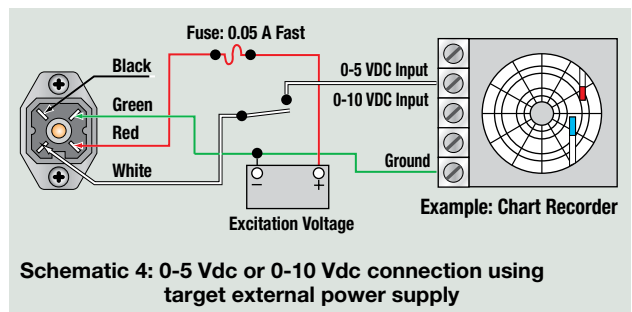 Fuse: 0.05 A Fast
Black
0-5 VDC Input
0-10 VDC Input
Green
Red
White
Ground
− +
Excitation Voltage
Example: Chart Recorder
Schematic 4: 0-5 Vdc or 0-10 Vdc connection using
target external power supply